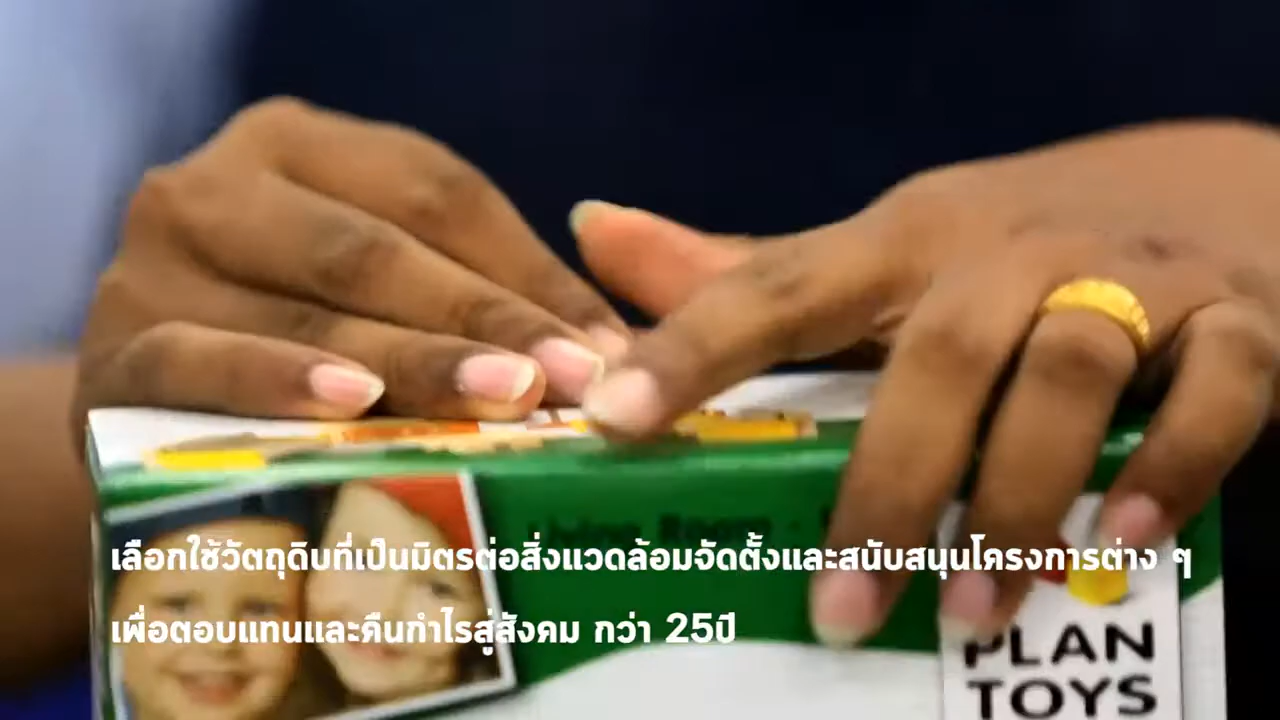 Living Room
เลือกใช้วัตถุดิบที่เป็นมิตรต่อสิ่งแวดล้อมจัดตั้งและสนับสนุนโครงการต่าง ๆ
เพื่อตอบแทนและคืนกำไรสู่สังคม กว่า 25ปี
PLAN
TOYS